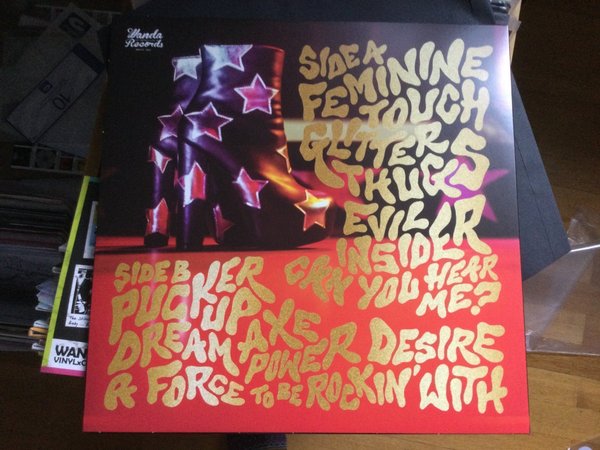 Wanda
Records
SIDE A
FEMININE
TOUCH
GLITTERS
THUGS
EVIL
INSIDER
CAN YOU HEAR
ME?
SIDE B
PUCKER
UP
DREAM AXE
POWER DESIRE
A FORCE TO BE ROCKIN' WITH
WAN
VINYL